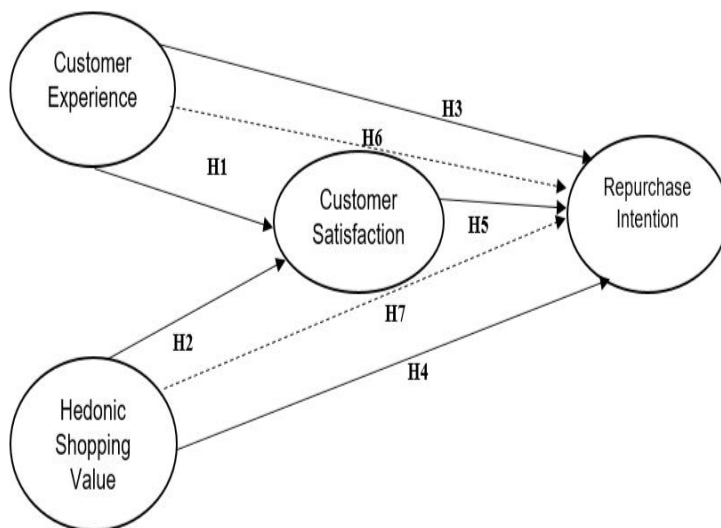 Customer
Experience
H3
H6
H1
Customer
Satisfaction
Repurchase
Intention
H5
H7
H2
H4
Hedonic
Shopping
Value